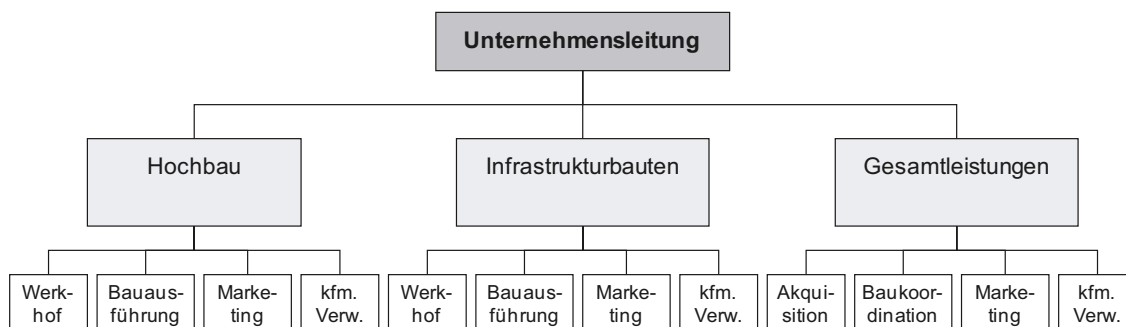 Unternehmensleitung
Hochbau
Infrastrukturbauten
Gesamtleistungen
Werk-
hof
Bauaus-
führung
Marke-
ting
kfm.
Verw.
Werk-
hof
Bauaus-
führung
Marke-
ting
kfm.
Verw.
Akqui-
sition
Baukoor-
dination
Marke-
ting
kfm.
Verw.